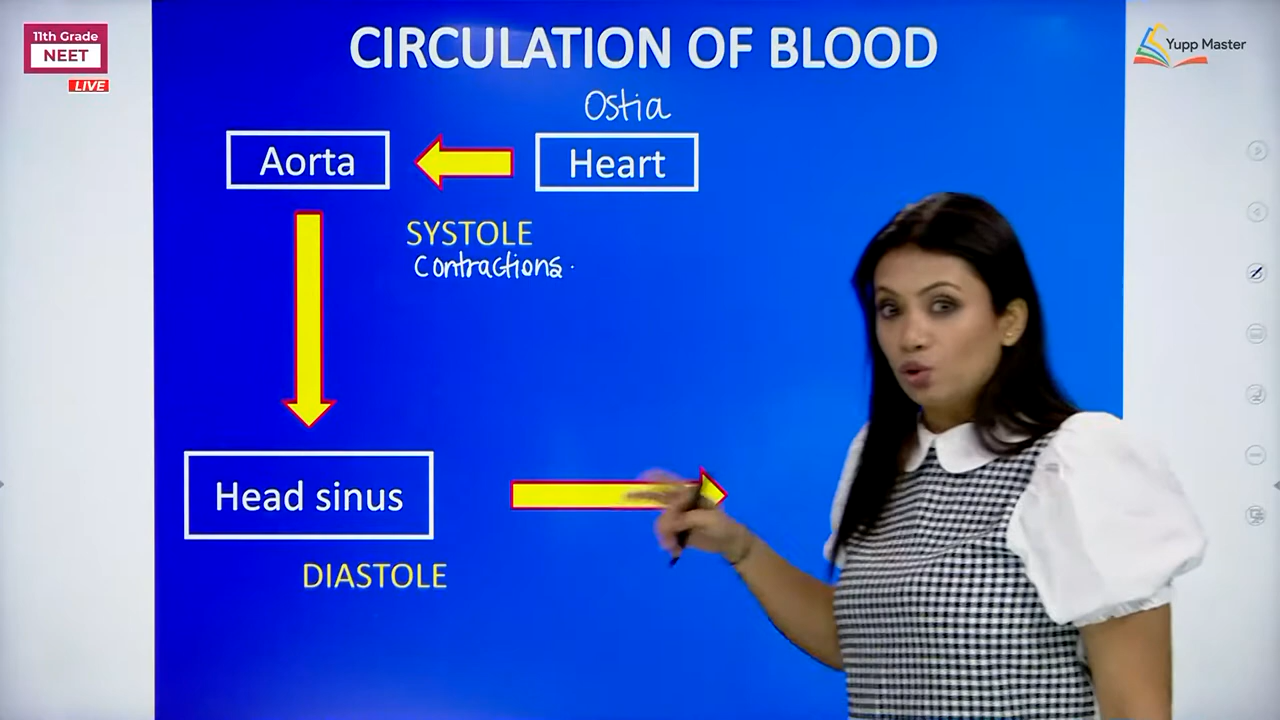 11th Grade
NEET
LIVE
CIRCULATION OF BLOOD
Yupp Master
Ostia
Aorta
Heart
SYSTOLE
Contractions.
Head sinus
DIASTOLE